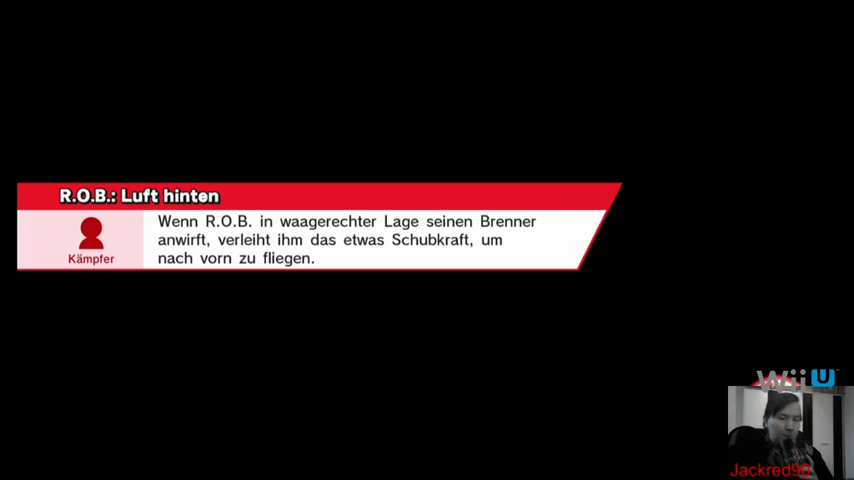 R.O.B.: Luft hinten
Kämpfer
Wenn R.O.B. in waagerechter Lage seinen Brenner
anwirft, verleiht ihm das etwas Schubkraft, um
nach vorn zu fliegen.
Wii U
Jackred90